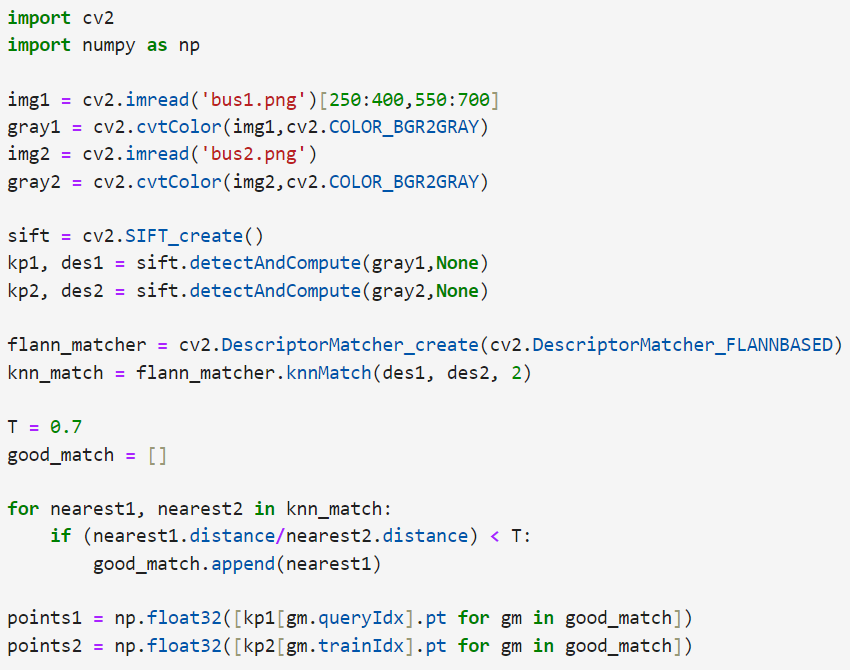 import cv2
import numpy as np
img1 = cv2.imread('bus1.png')[250:400,550:700]
gray1 = cv2.cvtColor(img1,cv2.COLOR_BGR2GRAY)
img2 = cv2.imread('bus2.png')
gray2 = cv2.cvtColor(img2,cv2.COLOR_BGR2GRAY)
sift = cv2.SIFT_create()
kp1, des1 = sift.detectAndCompute(gray1,None)
kp2, des2 = sift.detectAndCompute(gray2,None)
flann_matcher = cv2.DescriptorMatcher_create(cv2.DescriptorMatcher_FLANNBASED)
knn_match = flann_matcher.knnMatch(des1, des2, 2)
T = 0.7
good_match = []
for nearest1, nearest2 in knn_match:
    if (nearest1.distance/nearest2.distance) < T:
        good_match.append(nearest1)
points1 = np.float32([kp1[gm.queryIdx].pt for gm in good_match])
points2 = np.float32([kp2[gm.trainIdx].pt for gm in good_match])